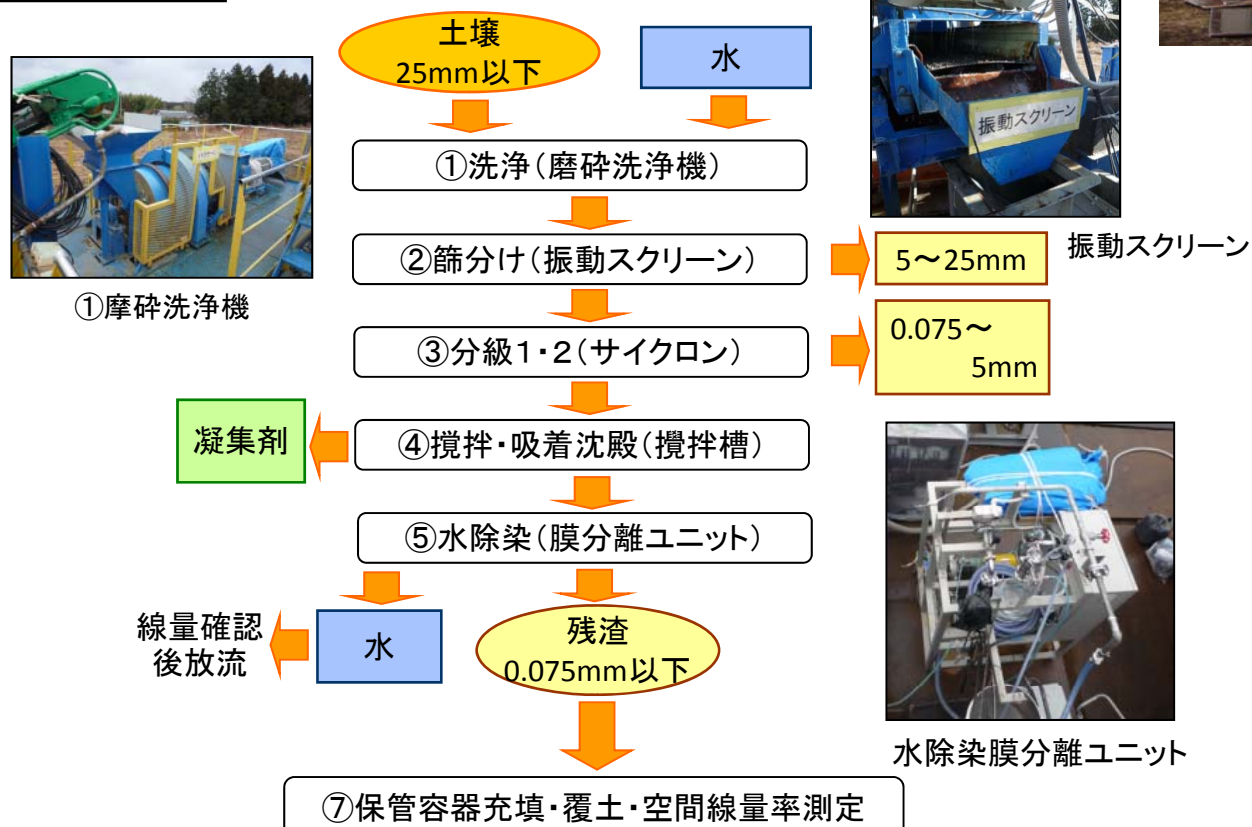 土壌
25mm以下
水
振動スクリーン
①洗浄(磨砕洗浄機)
②篩分け(振動スクリーン)
5~25mm
振動スクリーン
①摩砕洗浄機
③分級1・2(サイクロン)
0.075~
5mm
凝集剤
④撹拌・吸着沈殿(攪拌槽)
⑤水除染(膜分離ユニット)
線量確認
後放流
水
残渣
0.075mm以下
水除染膜分離ユニット
⑦保管容器充填・覆土・空間線量率測定